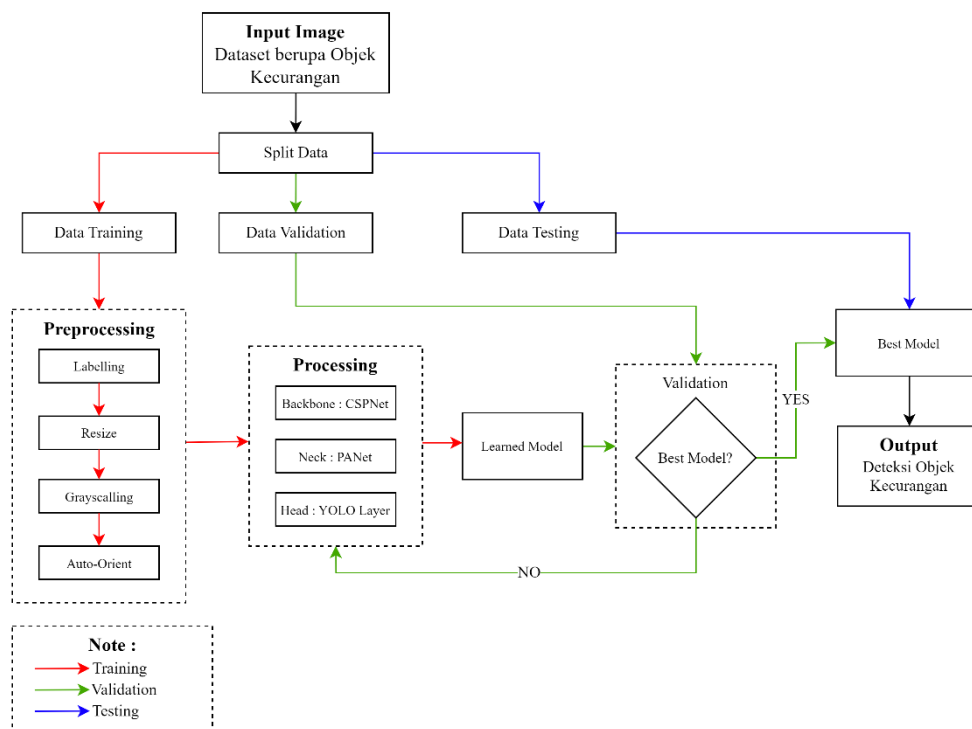 Input Image
Dataset berupa Objek
Kecurangan
Split Data
Data Training
Data Validation
Data Testing
Preprocessing
Labelling
Resize
Grayscalling
Auto-Orient
Processing
Backbone : CSPNet
Neck : PANet
Head : YOLO Layer
Learned Model
Validation
Best Model?
YES
NO
Best Model
Output
Deteksi Objek
Kecurangan
Note :
Training
Validation
Testing